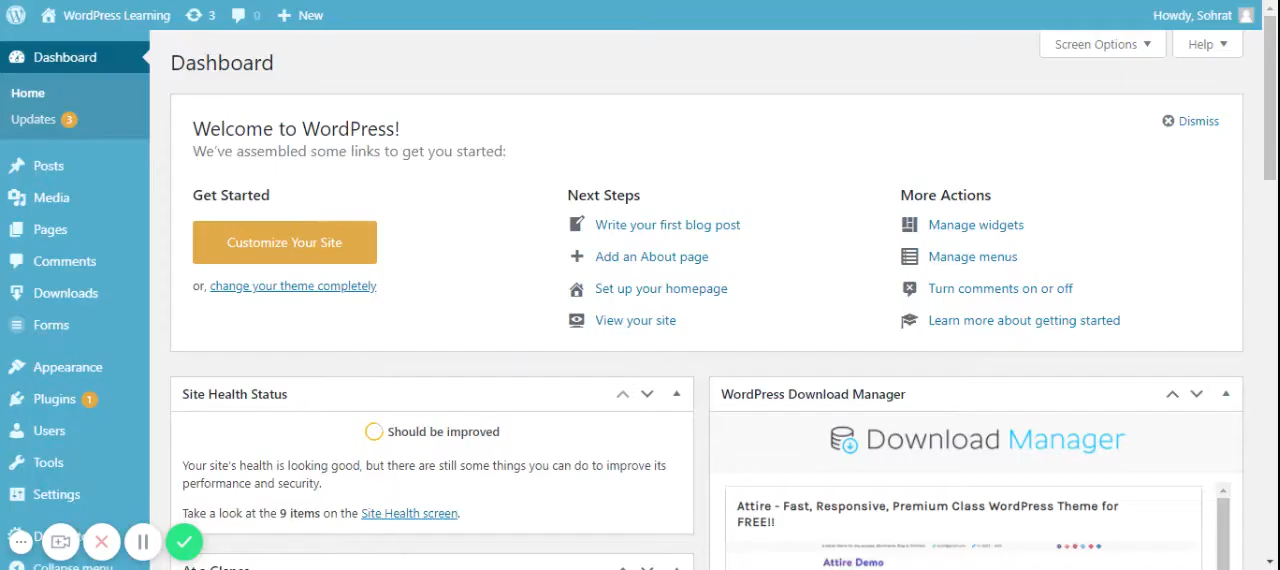 WordPress Learning 3 0 New Howdy, Sohrat
Screen Options Help
Dashboard
Home
Updates 3
Posts
Media
Pages
Comments
Downloads
Forms
Appearance
Plugins 1
Users
Tools
Settings
Collapse menu
Dashboard
Welcome to WordPress!
Dismiss
We've assembled some links to get you started:
Get Started
Customize Your Site
or, change your theme completely
Next Steps
Write your first blog post
Add an About page
Set up your homepage
View your site
More Actions
Manage widgets
Manage menus
Turn comments on or off
Learn more about getting started
Site Health Status
Should be improved
Your site's health is looking good, but there are still some things you can do to improve its
performance and security.
Take a look at the 9 items on the Site Health screen.
At a Glance
WordPress Download Manager
Download Manager
Attire - Fast, Responsive, Premium Class WordPress Theme for
FREE!!
Attire Demo